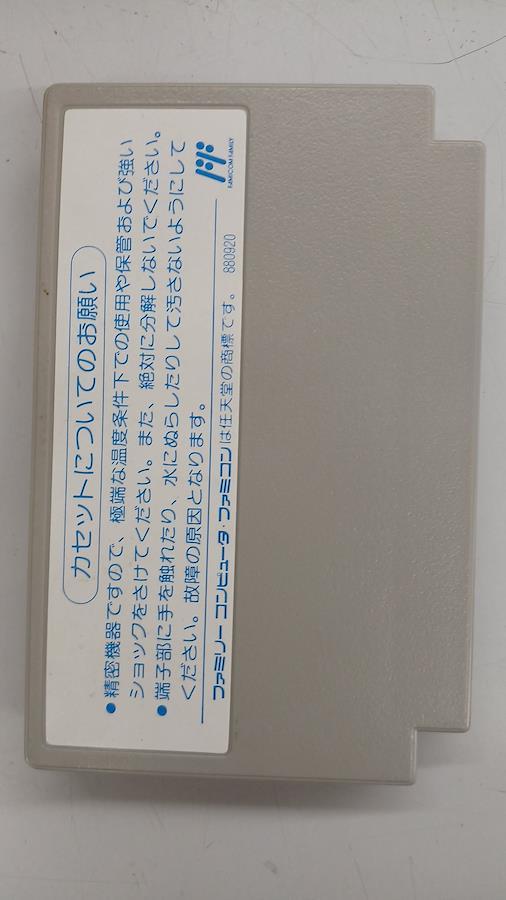 カセットについてのお願い
●精密機器ですので、極端な温度条件下での使用や保管および強い
ショックをさけてください。また、絶対に分解しないでください。
●端子部に手を触れたり、水にぬらしたりして汚さないようにして
ください。故障の原因となります。
FAMICOM FAMILY
ファミリー コンピュータ・ファミコンは任天堂の商標です。 880920